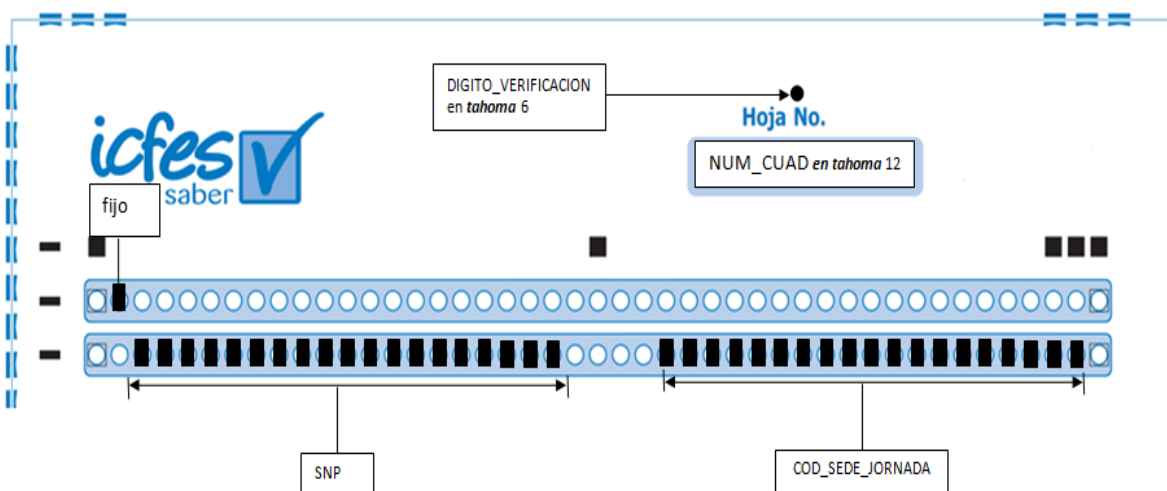 DIGITO_VERIFICACION
en tahoma 6
Hoja No.
NUM_CUAD en tahoma 12
icfes
saber
fijo
SNP
COD_SEDE_JORNADA